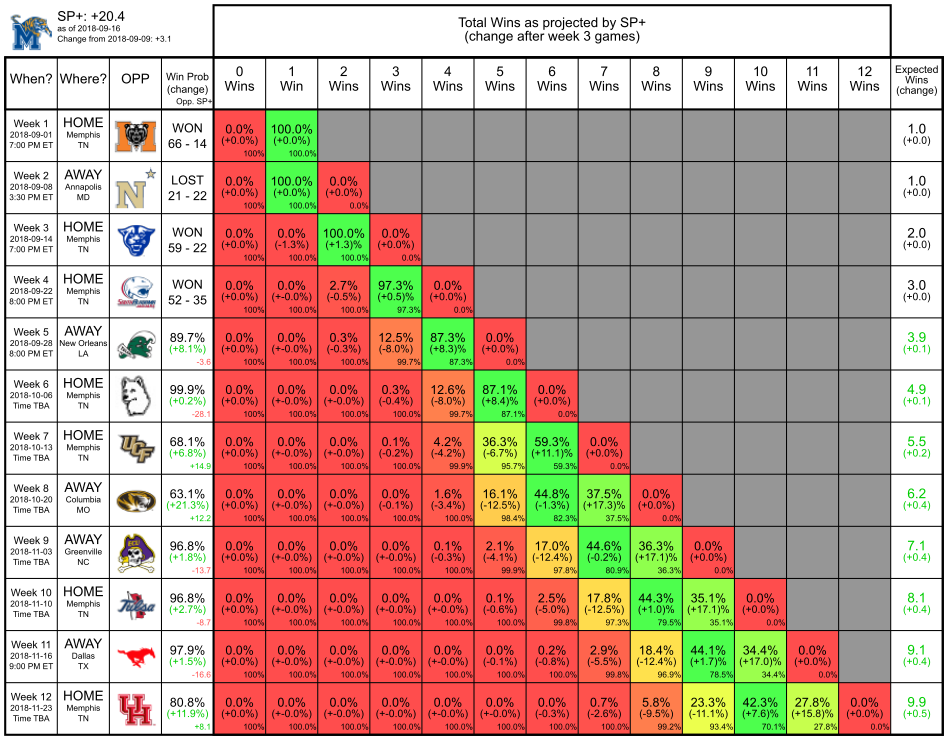 SP+: +20.4
as of 2018-09-16
Change from 2018-09-09: +3.1
Total Wins as projected by SP+
(change after week 3 games)
When? Where? OPP Win Prob (change) Opp. SP+ 0 Wins 1 Win 2 Wins 3 Wins 4 Wins 5 Wins 6 Wins 7 Wins 8 Wins 9 Wins 10 Wins 11 Wins 12 Wins Expected Wins (change)
Week 1 HOME WON 0.0% 100.0% 1.0
2018-09-01 Memphis 66 - 14 (+0.0%) (+0.0%) (+0.0)
7:00 PM ET TN 100% 100.0%
Week 2 AWAY LOST 0.0% 100.0% 0.0% 1.0
2018-09-08 Annapolis 21 - 22 (+0.0%) (+0.0%) (+0.0%) (+0.0)
3:30 PM ET MD 100% 100.0% 0.0%
Week 3 HOME WON 0.0% 0.0% 100.0% 0.0% 2.0
2018-09-14 Memphis 59 - 22 (+0.0%) (-1.3%) (+1.3)% (+0.0%) (+0.0)
7:00 PM ET TN 100% 100.0% 100.0% 0.0%
Week 4 HOME WON 0.0% 0.0% 2.7% 97.3% 0.0% 3.0
2018-09-22 Memphis 52 - 35 (+0.0%) (+-0.0%) (-0.5%) (+0.5)% (+0.0%) (+0.0)
8:00 PM ET TN 100% 100.0% 100.0% 97.3% 0.0%
Week 5 AWAY 89.7% 0.0% 0.0% 0.3% 12.5% 87.3% 0.0% 3.9
2018-09-28 New Orleans (+8.1%) (+0.0%) (+-0.0%) (-0.3%) (-8.0%) (+8.3)% (+0.0%) (+0.1)
8:00 PM ET LA -3.6 100% 100.0% 100.0% 99.7% 87.3% 0.0%
Week 6 HOME 99.9% 0.0% 0.0% 0.0% 0.3% 12.6% 87.1% 0.0% 4.9
2018-10-06 Memphis (+0.2%) (+0.0%) (+-0.0%) (+-0.0%) (-0.4%) (-8.0%) (+8.4)% (+0.0%) (+0.1)
Time TBA TN -28.1 100% 100.0% 100.0% 100.0% 99.7% 87.1% 0.0%
Week 7 HOME 68.1% 0.0% 0.0% 0.0% 0.1% 4.2% 36.3% 59.3% 0.0% 5.5
2018-10-13 Memphis (+6.8%) (+0.0%) (+-0.0%) (+-0.0%) (-0.2%) (-4.2%) (-6.7%) (+11.1)% (+0.0%) (+0.2)
Time TBA TN +14.9 100% 100.0% 100.0% 100.0% 99.9% 95.7% 59.3% 0.0%
Week 8 AWAY 63.1% 0.0% 0.0% 0.0% 0.0% 1.6% 16.1% 44.8% 37.5% 0.0% 6.2
2018-10-20 Columbia (+21.3%) (+0.0%) (+-0.0%) (+-0.0%) (-0.1%) (-3.4%) (-12.5%) (-1.3%) (+17.3)% (+0.0%) (+0.4)
Time TBA MO +12.2 100% 100.0% 100.0% 100.0% 100.0% 98.4% 82.3% 37.5% 0.0%
Week 9 AWAY 96.8% 0.0% 0.0% 0.0% 0.0% 0.1% 2.1% 17.0% 44.6% 36.3% 0.0% 7.1
2018-11-03 Greenville (+1.8%) (+0.0%) (+-0.0%) (+-0.0%) (+-0.0%) (-0.3%) (-4.1%) (-12.4%) (-0.2%) (+17.1)% (+0.0%) (+0.4)
Time TBA NC -13.7 100% 100.0% 100.0% 100.0% 100.0% 99.9% 97.8% 80.9% 36.3% 0.0%
Week 10 HOME 96.8% 0.0% 0.0% 0.0% 0.0% 0.0% 0.1% 2.5% 17.8% 44.3% 35.1% 0.0% 8.1
2018-11-10 Memphis (+2.7%) (+0.0%) (+-0.0%) (+-0.0%) (+-0.0%) (+-0.0%) (-0.6%) (-5.0%) (-12.5%) (+1.0)% (+17.1)% (+0.0%) (+0.4)
Time TBA TN -8.7 100% 100.0% 100.0% 100.0% 100.0% 100.0% 99.8% 97.3% 79.5% 35.1% 0.0%
Week 11 AWAY 97.9% 0.0% 0.0% 0.0% 0.0% 0.0% 0.0% 0.2% 2.9% 18.4% 44.1% 34.4% 0.0% 9.1
2018-11-16 Dallas (+1.5%) (+0.0%) (+-0.0%) (+-0.0%) (+-0.0%) (+-0.0%) (-0.1%) (-0.8%) (-5.5%) (-12.4%) (+1.7)% (+17.0)% (+0.0%) (+0.4)
9:00 PM ET TX -16.6 100% 100.0% 100.0% 100.0% 100.0% 100.0% 100.0% 99.8% 96.9% 78.5% 34.4% 0.0%
Week 12 HOME 80.8% 0.0% 0.0% 0.0% 0.0% 0.0% 0.0% 0.0% 0.7% 5.8% 23.3% 42.3% 27.8% 0.0% 9.9
2018-11-23 Memphis (+11.9%) (+0.0%) (+-0.0%) (+-0.0%) (+-0.0%) (+-0.0%) (+-0.0%) (-0.3%) (-2.6%) (-9.5%) (-11.1%) (+7.6)% (+15.8)% (+0.0%) (+0.5)
Time TBA TN +8.1 100% 100.0% 100.0% 100.0% 100.0% 100.0% 100.0% 100.0% 99.2% 93.4% 70.1% 27.8% 0.0%